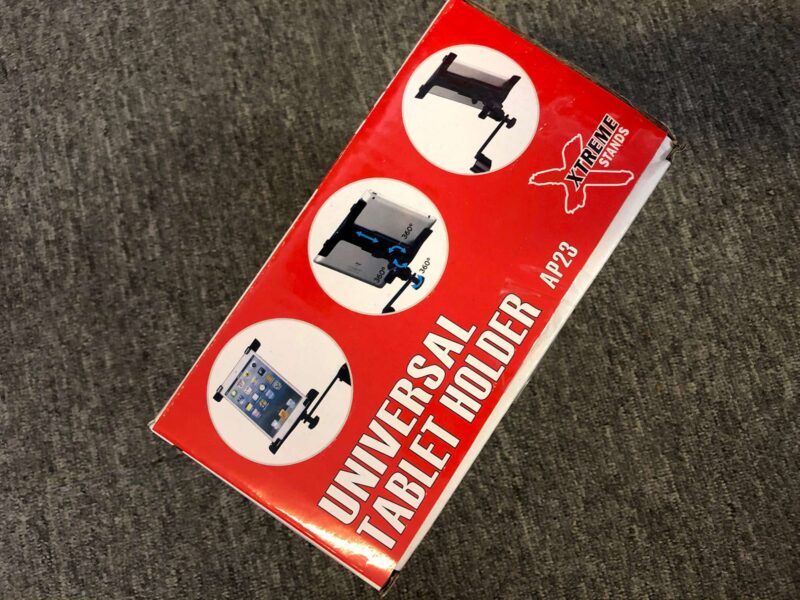 XTREME
STANDS
360°
360°
360°
UNIVERSAL
TABLET HOLDER AP23